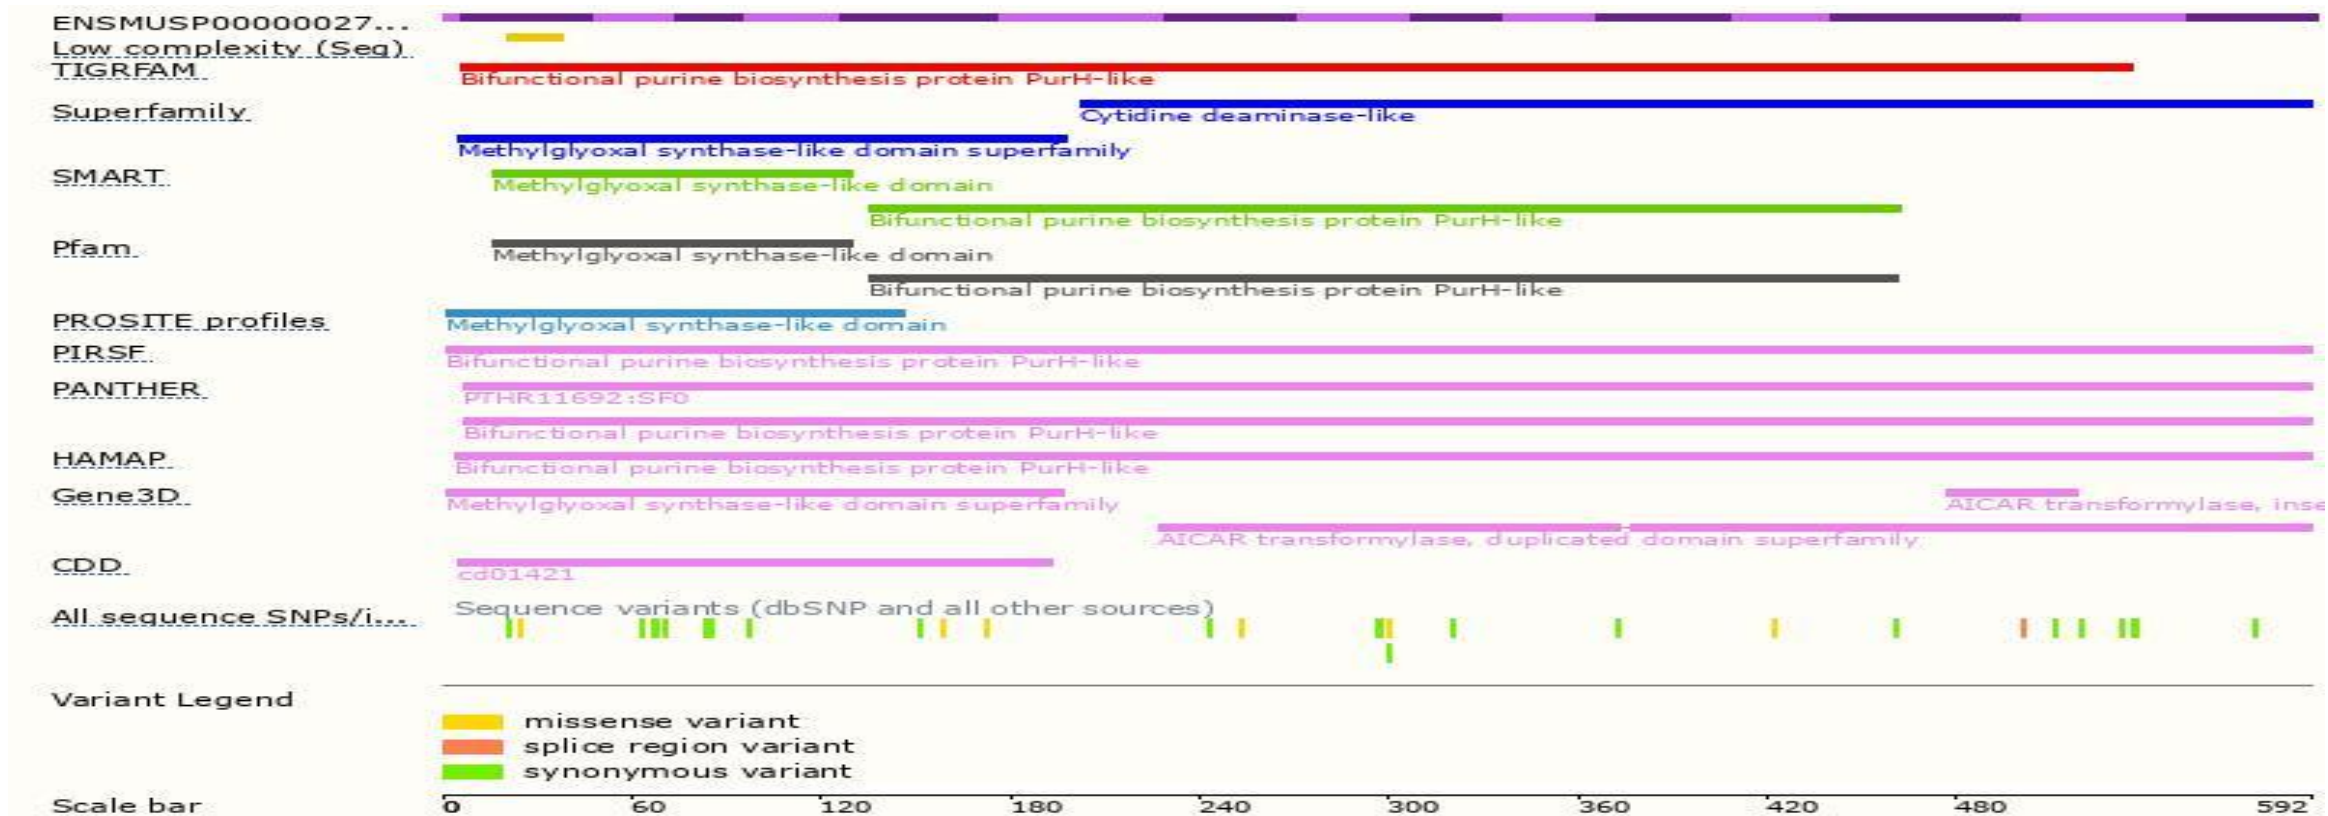 ENSMUSP00000027...
Low complexity (Seg)
TIGRFAM
Bifunctional purine biosynthesis protein PurH-like
Superfamily
Cytidine deaminase-like
Methylglyoxal synthase-like domain superfamily
SMART
Methylglyoxal synthase-like domain
Bifunctional purine biosynthesis protein PurH-like
Pfam
Methylglyoxal synthase-like domain
Bifunctional purine biosynthesis protein PurH-like
PROSITE profiles
Methylglyoxal synthase-like domain
PIRSF
Bifunctional purine biosynthesis protein PurH-like
PANTHER
PTHR11692:SF0
Bifunctional purine biosynthesis protein PurH-like
HAMAP
Bifunctional purine biosynthesis protein PurH-like
Gene3D
Methylglyoxal synthase-like domain superfamily
AICAR transformylase, inse
AICAR transformylase, duplicated domain superfamily
CDD
cd01421
All sequence SNPs/i...
Sequence variants (dbSNP and all other sources)
Variant Legend
missense variant
splice region variant
synonymous variant
Scale bar
0 60 120 180 240 300 360 420 480 592